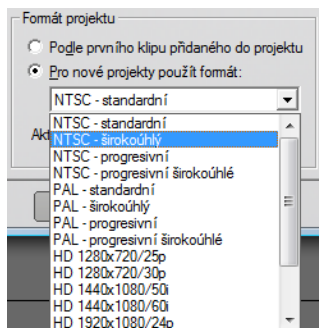 Formát projektu
Podle prvního klipu přidaného do projektu
Pro nové projekty použít formát:
NTSC - standardní
Akt
NTSC - standardní
NTSC - širokoúhlý
NTSC - progresivní
NTSC - progresivní širokoúhlé
PAL - standardní
PAL - širokoúhlý
PAL - progresivní
PAL - progresivní širokoúhlé
HD 1280x720/25p
HD 1280x720/30p
HD 1440x1080/50i
HD 1440x1080/60i
HD 1920x1080/24p